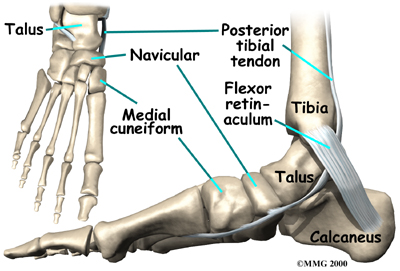 Talus
Posterior
tibial
tendon
Navicular
Flexor
retin-
aculum
Medial
cuneiform
Tibia
Talus
Calcaneus
©MMG 2000